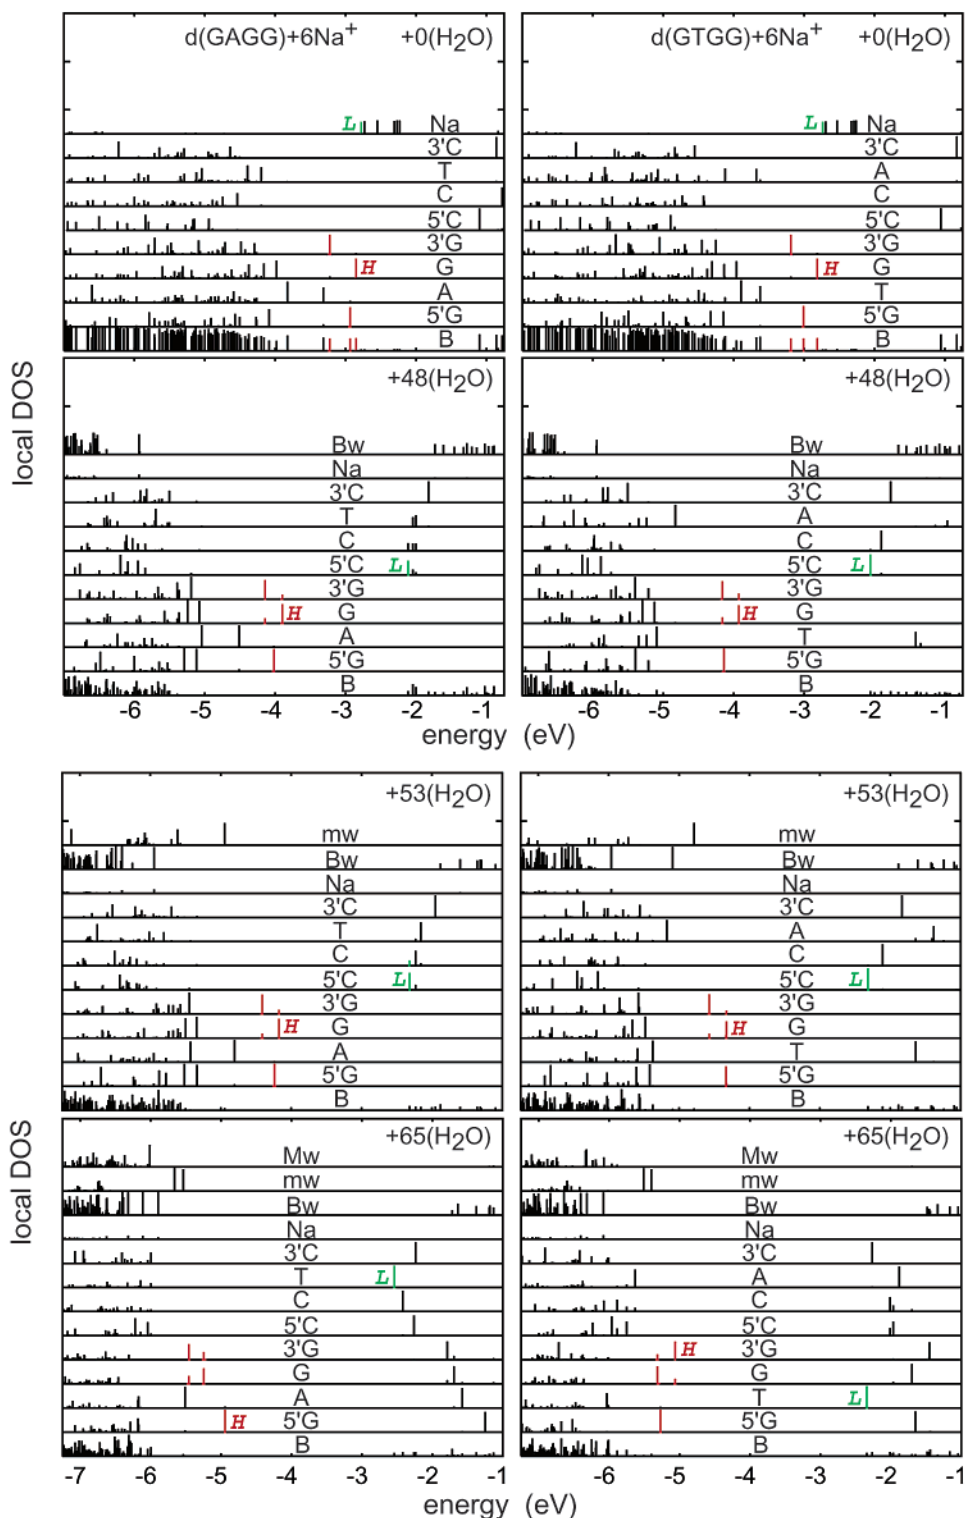 d(GAGG)+6Na⁺ +0(H₂O)
L Na
3'C
T
C
5'C
3'G
H G
A
5'G
B
d(GTGG)+6Na⁺ +0(H₂O)
L Na
3'C
A
C
5'C
3'G
H G
T
5'G
B
local DOS
+48(H₂O)
Bw
Na
3'C
T
C
5'C L
3'G
H G
A
5'G
B
-6 -5 -4 -3 -2 -1
energy (eV)
+48(H₂O)
Bw
Na
3'C
A
C
5'C L
3'G
G H
T
5'G
B
-6 -5 -4 -3 -2 -1
energy (eV)
+53(H₂O)
mw
Bw
Na
3'C
T
C
5'C L
3'G
H G
A
5'G
B
+53(H₂O)
mw
Bw
Na
3'C
A
C
5'C L
3'G
H G
T
5'G
B
local DOS
+65(H₂O)
Mw
mw
Bw
Na
3'C
T L
C
5'C
3'G
G
A
H 5'G
B
-7 -6 -5 -4 -3 -2 -1
energy (eV)
+65(H₂O)
Mw
mw
Bw
Na
3'C
A
C
5'C
H 3'G
G
T L
5'G
B
-6 -5 -4 -3 -2 -1
energy (eV)